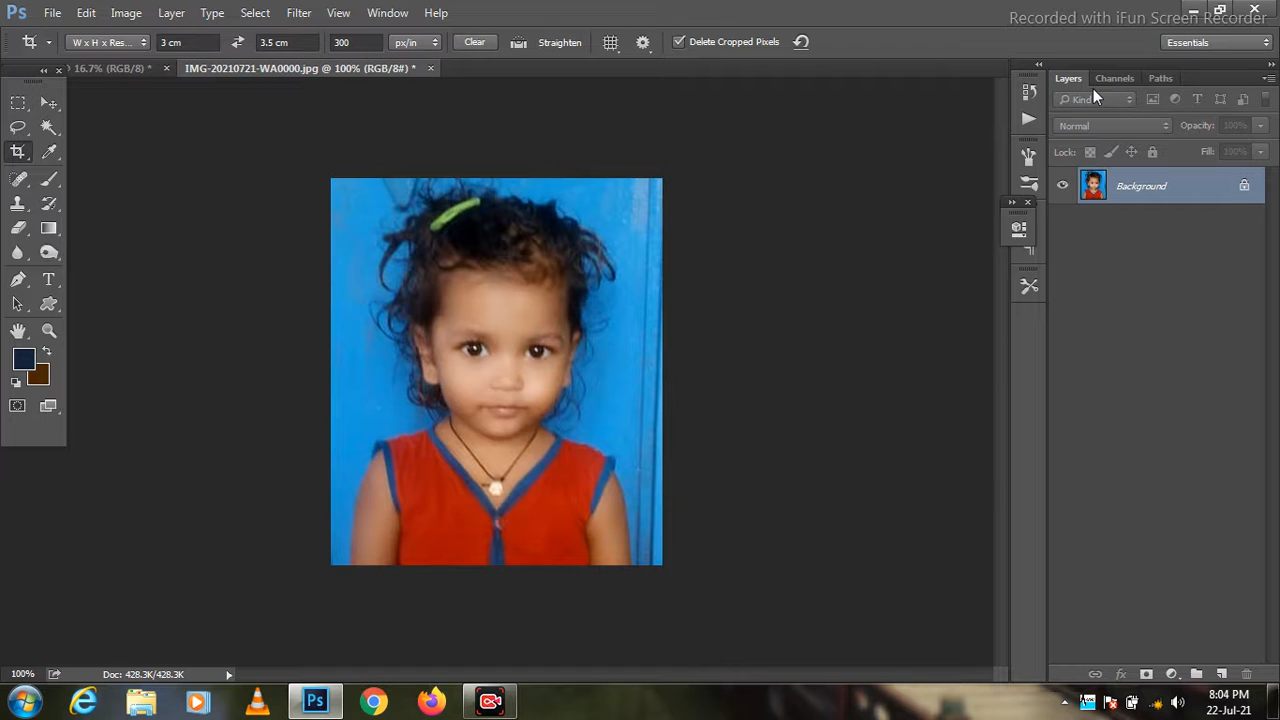 Ps File Edit Image Layer Type Select Filter View Window Help
Recorded with iFun Screen Recorder
W x H x Res... 3 cm 3.5 cm 300 px/in Clear Straighten Delete Cropped Pixels Essentials
16.7% (RGB/8) * × IMG-20210721-WA0000.jpg @ 100% (RGB/8#) * ×
Layers Channels Paths
Kind
Normal Opacity: 100%
Lock: Fill: 100%
Background
100% Doc: 428.3K/428.3K
Ps
8:04 PM
22-Jul-21